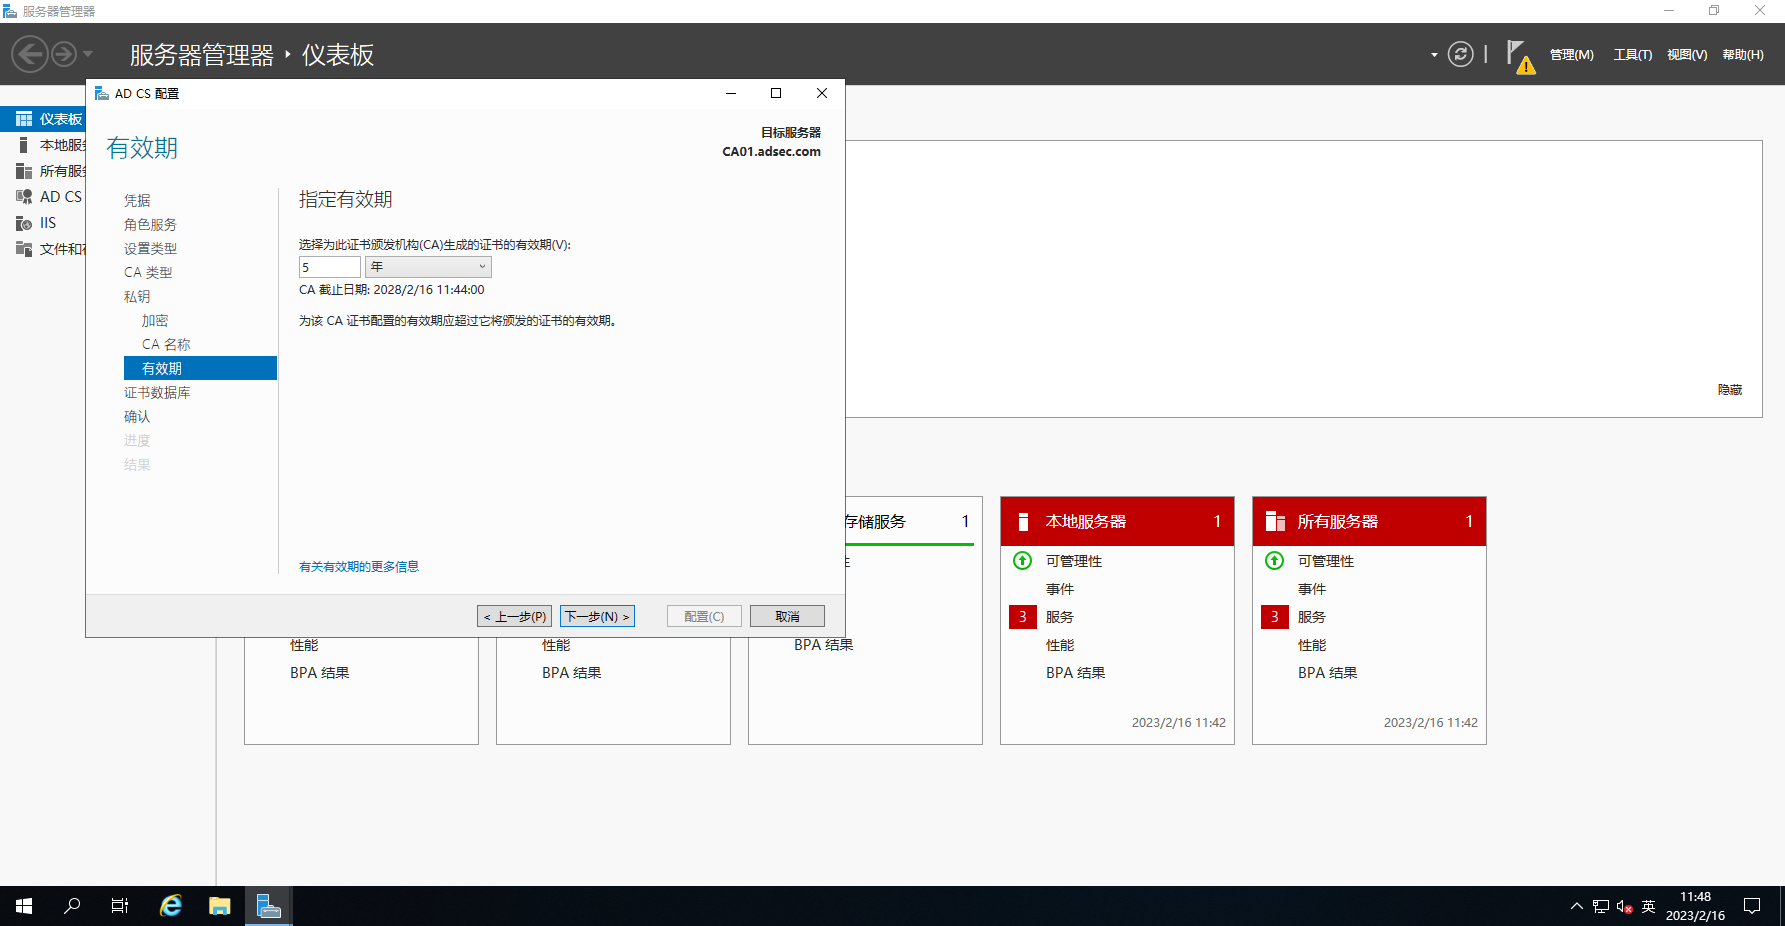 服务器管理器
服务器管理器 · 仪表板
管理(M) 工具(T) 视图(V) 帮助(H)
仪表板
本地服
所有服
AD CS
IIS
文件和
AD CS 配置
有效期
目标服务器
CA01.adsec.com
凭据
角色服务
设置类型
CA 类型
私钥
加密
CA 名称
有效期
证书数据库
确认
进度
结果
指定有效期
选择为此证书颁发机构(CA)生成的证书的有效期(V):
5 年
CA 截止日期: 2028/2/16 11:44:00
为该 CA 证书配置的有效期应超过它将颁发的证书的有效期。
有关有效期的更多信息
< 上一步(P) 下一步(N) > 配置(C) 取消
隐藏
性能
BPA 结果
性能
BPA 结果
存储服务 1
BPA 结果
本地服务器 1
可管理性
事件
3 服务
性能
BPA 结果
2023/2/16 11:42
所有服务器 1
可管理性
事件
3 服务
性能
BPA 结果
2023/2/16 11:42
英
11:48
2023/2/16